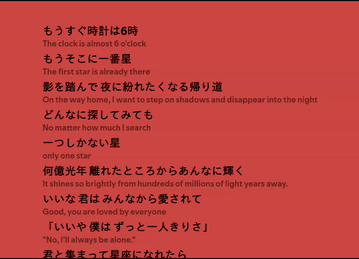 もうすぐ時計は6時
The clock is almost 6 o'clock
もうそこに一番星
The first star is already there
影を踏んで 夜に紛れたくなる帰り道
On the way home, I want to step on shadows and disappear into the night
どんなに探してみても
No matter how much I search
一つしかない星
only one star
何億光年 離れたところからあんなに輝く
It shines so brightly from hundreds of millions of light years away.
いいな 君は みんなから愛されて
Good, you are loved by everyone
「いいや 僕は ずっと一人きりさ」
"No, I'll always be alone."
君と集まって星座になれたら